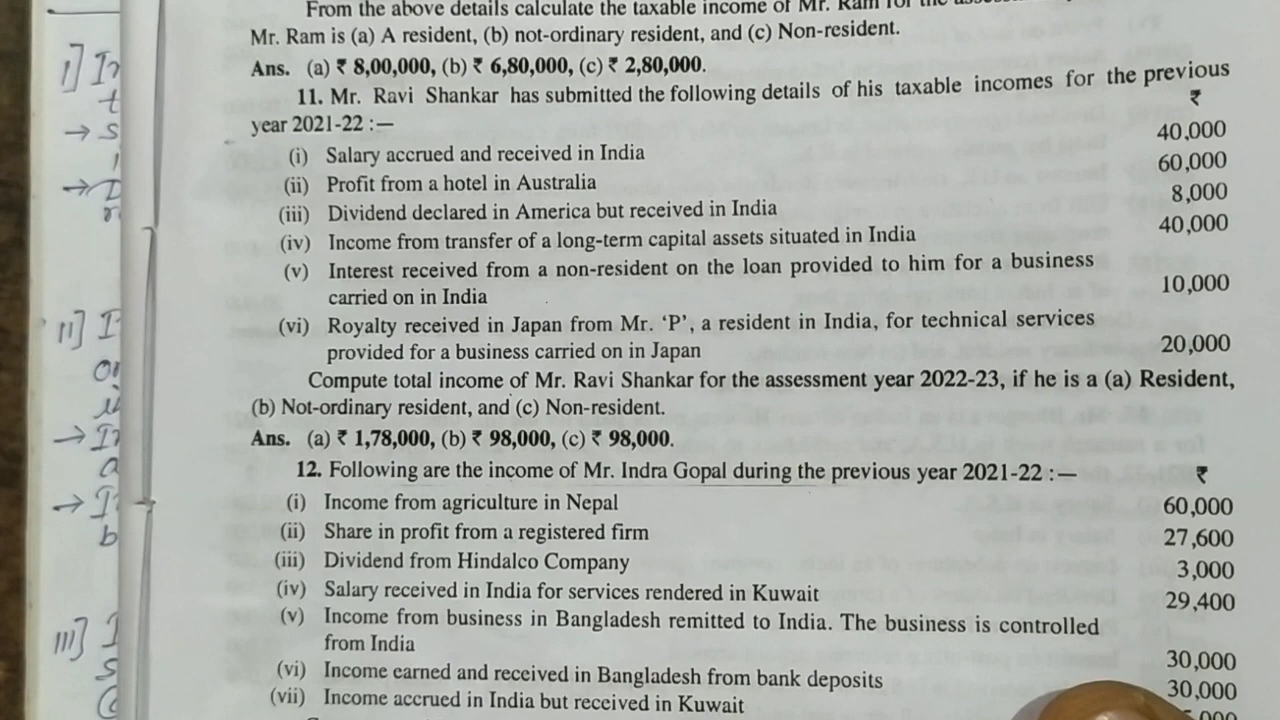 From the above details calculate the taxable income of Mr. Ram for the
Mr. Ram is (a) A resident, (b) not-ordinary resident, and (c) Non-resident.
Ans. (a) ₹ 8,00,000, (b) ₹ 6,80,000, (c) ₹ 2,80,000.
11. Mr. Ravi Shankar has submitted the following details of his taxable incomes for the previous
year 2021-22 :— ₹
(i) Salary accrued and received in India 40,000
(ii) Profit from a hotel in Australia 60,000
(iii) Dividend declared in America but received in India 8,000
(iv) Income from transfer of a long-term capital assets situated in India 40,000
(v) Interest received from a non-resident on the loan provided to him for a business
carried on in India 10,000
(vi) Royalty received in Japan from Mr. ‘P’, a resident in India, for technical services
provided for a business carried on in Japan 20,000
Compute total income of Mr. Ravi Shankar for the assessment year 2022-23, if he is a (a) Resident,
(b) Not-ordinary resident, and (c) Non-resident.
Ans. (a) ₹ 1,78,000, (b) ₹ 98,000, (c) ₹ 98,000.
12. Following are the income of Mr. Indra Gopal during the previous year 2021-22 :— ₹
(i) Income from agriculture in Nepal 60,000
(ii) Share in profit from a registered firm 27,600
(iii) Dividend from Hindalco Company 3,000
(iv) Salary received in India for services rendered in Kuwait 29,400
(v) Income from business in Bangladesh remitted to India. The business is controlled
from India 30,000
(vi) Income earned and received in Bangladesh from bank deposits 30,000
(vii) Income accrued in India but received in Kuwait